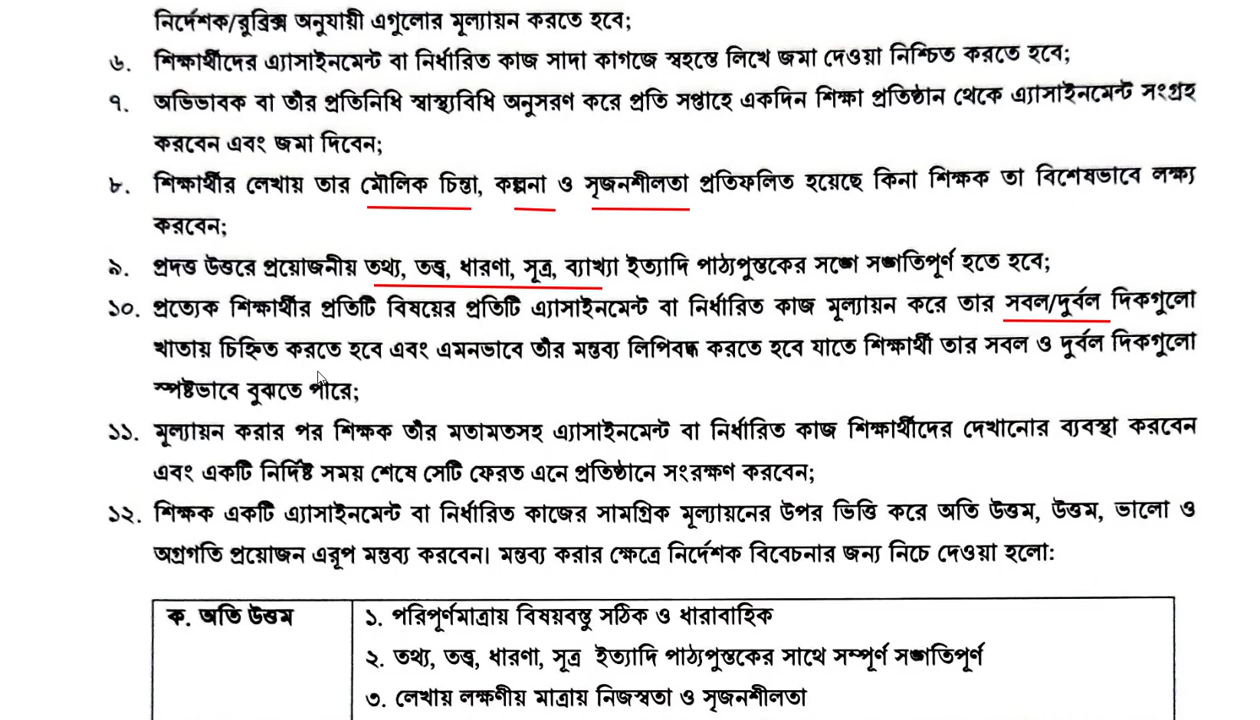 নির্দেশক/রুব্রিক্স অনুযায়ী এগুলোর মূল্যায়ন করতে হবে;
৬. শিক্ষার্থীদের এ্যাসাইনমেন্ট বা নির্ধারিত কাজ সাদা কাগজে স্বহস্তে লিখে জমা দেওয়া নিশ্চিত করতে হবে;
৭. অভিভাবক বা তাঁর প্রতিনিধি স্বাস্থ্যবিধি অনুসরণ করে প্রতি সপ্তাহে একদিন শিক্ষা প্রতিষ্ঠান থেকে এ্যাসাইনমেন্ট সংগ্রহ
করবেন এবং জমা দিবেন;
৮. শিক্ষার্থীর লেখায় তার মৌলিক চিন্তা, কল্পনা ও সৃজনশীলতা প্রতিফলিত হয়েছে কিনা শিক্ষক তা বিশেষভাবে লক্ষ্য
করবেন;
৯. প্রদত্ত উত্তরে প্রয়োজনীয় তথ্য, তত্ত্ব, ধারণা, সূত্র, ব্যাখ্যা ইত্যাদি পাঠ্যপুস্তকের সঙ্গে সঙ্গতিপূর্ণ হতে হবে;
১০. প্রত্যেক শিক্ষার্থীর প্রতিটি বিষয়ের প্রতিটি এ্যাসাইনমেন্ট বা নির্ধারিত কাজ মূল্যায়ন করে তার সবল/দুর্বল দিকগুলো
খাতায় চিহ্নিত করতে হবে এবং এমনভাবে তাঁর মন্তব্য লিপিবদ্ধ করতে হবে যাতে শিক্ষার্থী তার সবল ও দুর্বল দিকগুলো
স্পষ্টভাবে বুঝতে পারে;
১১. মূল্যায়ন করার পর শিক্ষক তাঁর মতামতসহ এ্যাসাইনমেন্ট বা নির্ধারিত কাজ শিক্ষার্থীদের দেখানোর ব্যবস্থা করবেন
এবং একটি নির্দিষ্ট সময় শেষে সেটি ফেরত এনে প্রতিষ্ঠানে সংরক্ষণ করবেন;
১২. শিক্ষক একটি এ্যাসাইনমেন্ট বা নির্ধারিত কাজের সামগ্রিক মূল্যায়নের উপর ভিত্তি করে অতি উত্তম, উত্তম, ভালো ও
অগ্রগতি প্রয়োজন এরূপ মন্তব্য করবেন। মন্তব্য করার ক্ষেত্রে নির্দেশক বিবেচনার জন্য নিচে দেওয়া হলো:
ক. অতি উত্তম
১. পরিপূর্ণমাত্রায় বিষয়বস্তু সঠিক ও ধারাবাহিক
২. তথ্য, তত্ত্ব, ধারণা, সূত্র ইত্যাদি পাঠ্যপুস্তকের সাথে সম্পূর্ণ সঙ্গতিপূর্ণ
৩. লেখায় লক্ষণীয় মাত্রায় নিজস্বতা ও সৃজনশীলতা